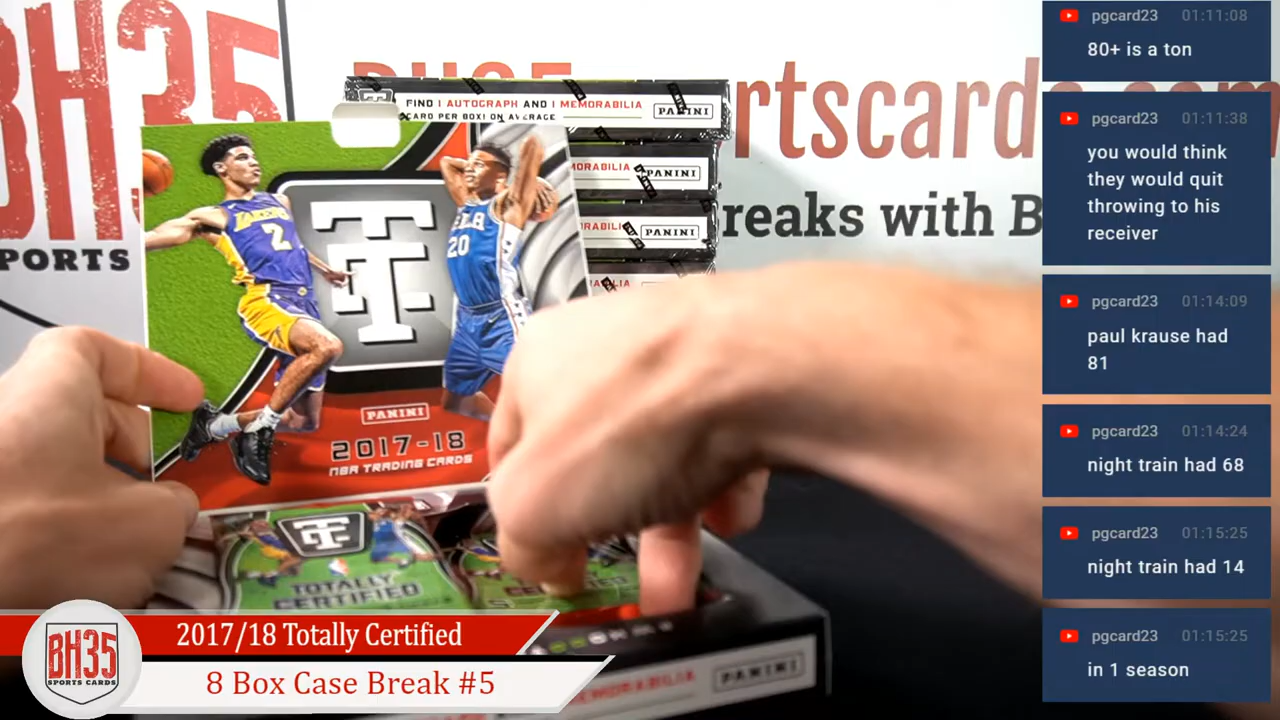 BH35
PORTS
BH35
rtscards.com
reaks with B
FIND 1 AUTOGRAPH AND 1 MEMORABILIA
CARD PER BOX! ON AVERAGE
PANINI
MORABILIA
PANINI
PANINI
LAKERS
2
20
TC
PANINI
2017-18
NBA TRADING CARDS
TC
TOTALLY
CERTIFIED
MEMORABILIA
PANINI
BH35
SPORTS CARDS
2017/18 Totally Certified
8 Box Case Break #5
pgcard23 01:11:08
80+ is a ton
pgcard23 01:11:38
you would think
they would quit
throwing to his
receiver
pgcard23 01:14:09
paul krause had
81
pgcard23 01:14:24
night train had 68
pgcard23 01:15:25
night train had 14
pgcard23 01:15:25
in 1 season